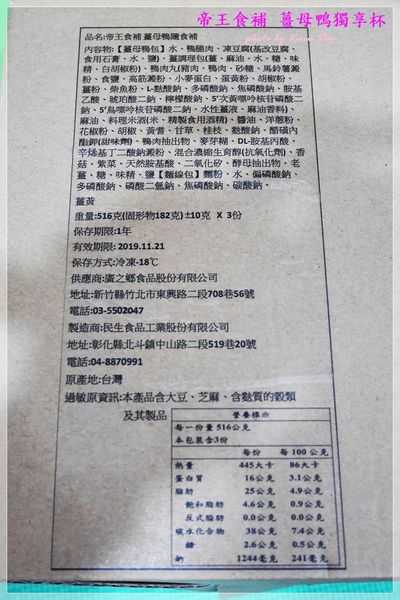 帝王食補 薑母鴨獨享杯
品名:帝王食補 薑母鴨隨食補
內容物:【薑母鴨包】水、鴨腿肉、凍豆腐(基改豆腐、
食用石膏、水、鹽)、薑調理包(薑、麻油、水、糖、味
精、白胡椒粉)、鴨肉丸(豬肉、鴨肉、砂糖、馬鈴薯澱
粉、食鹽、高筋澱粉、小麥蛋白、蛋黃粉、胡椒粉、
薑粉、柴魚粉、L-麩酸鈉、多磷酸鈉、焦磷酸鈉、胺基
乙酸、琥珀酸二鈉、檸檬酸鈉、5'次黃嘌呤核苷磷酸二
鈉、5'鳥嘌呤核苷磷酸二鈉、水性薑液、麻油香料)、
麻油、料理米酒(米、精製食用酒精)、醬油、洋蔥粉、
花椒粉、胡椒、黃耆、甘草、桂枝、麩酸鈉、醋磺內
酯鉀(甜味劑)、鴨肉抽出物、麥芽糊、DL-胺基丙酸、
辛烯基丁二酸鈉澱粉、混合濃縮生育醇(抗氧化劑)、香
菇、紫菜、天然胺基酸、二氧化矽、酵母抽出物、老
薑、糖、味精、鹽【麵線包】麵粉、水、偏磷酸鈉、
多磷酸鈉、磷酸二氫鈉、焦磷酸鈉、碳酸鈉、
薑黃
重量:516克(固形物182克) ±10克 X 3份
保存期限:1年
有效期限: 2019.11.21
保存方式:冷凍-18℃
供應商:廣之鄉食品股份有限公司
地址:新竹縣竹北市東興路二段708巷56號
電話:03-5502047
製造商:民生食品工業股份有限公司
地址:彰化縣北斗鎮中山路二段519巷20號
電話:04-8870991
原產地:台灣
過敏原資訊:本產品含大豆、芝麻、含麩質的穀類
及其製品
營養標示
每一份量 516公克
本包裝含3份
每份 每 100 公克
熱量 445大卡 86大卡
蛋白質 16公克 3.1公克
脂肪 25公克 4.9公克
飽和脂肪 4.6公克 0.9公克
反式脂肪 0.0公克 0.0公克
碳水化合物 38公克 7.4公克
糖 2.6公克 0.5公克
鈉 1244毫克 241毫克